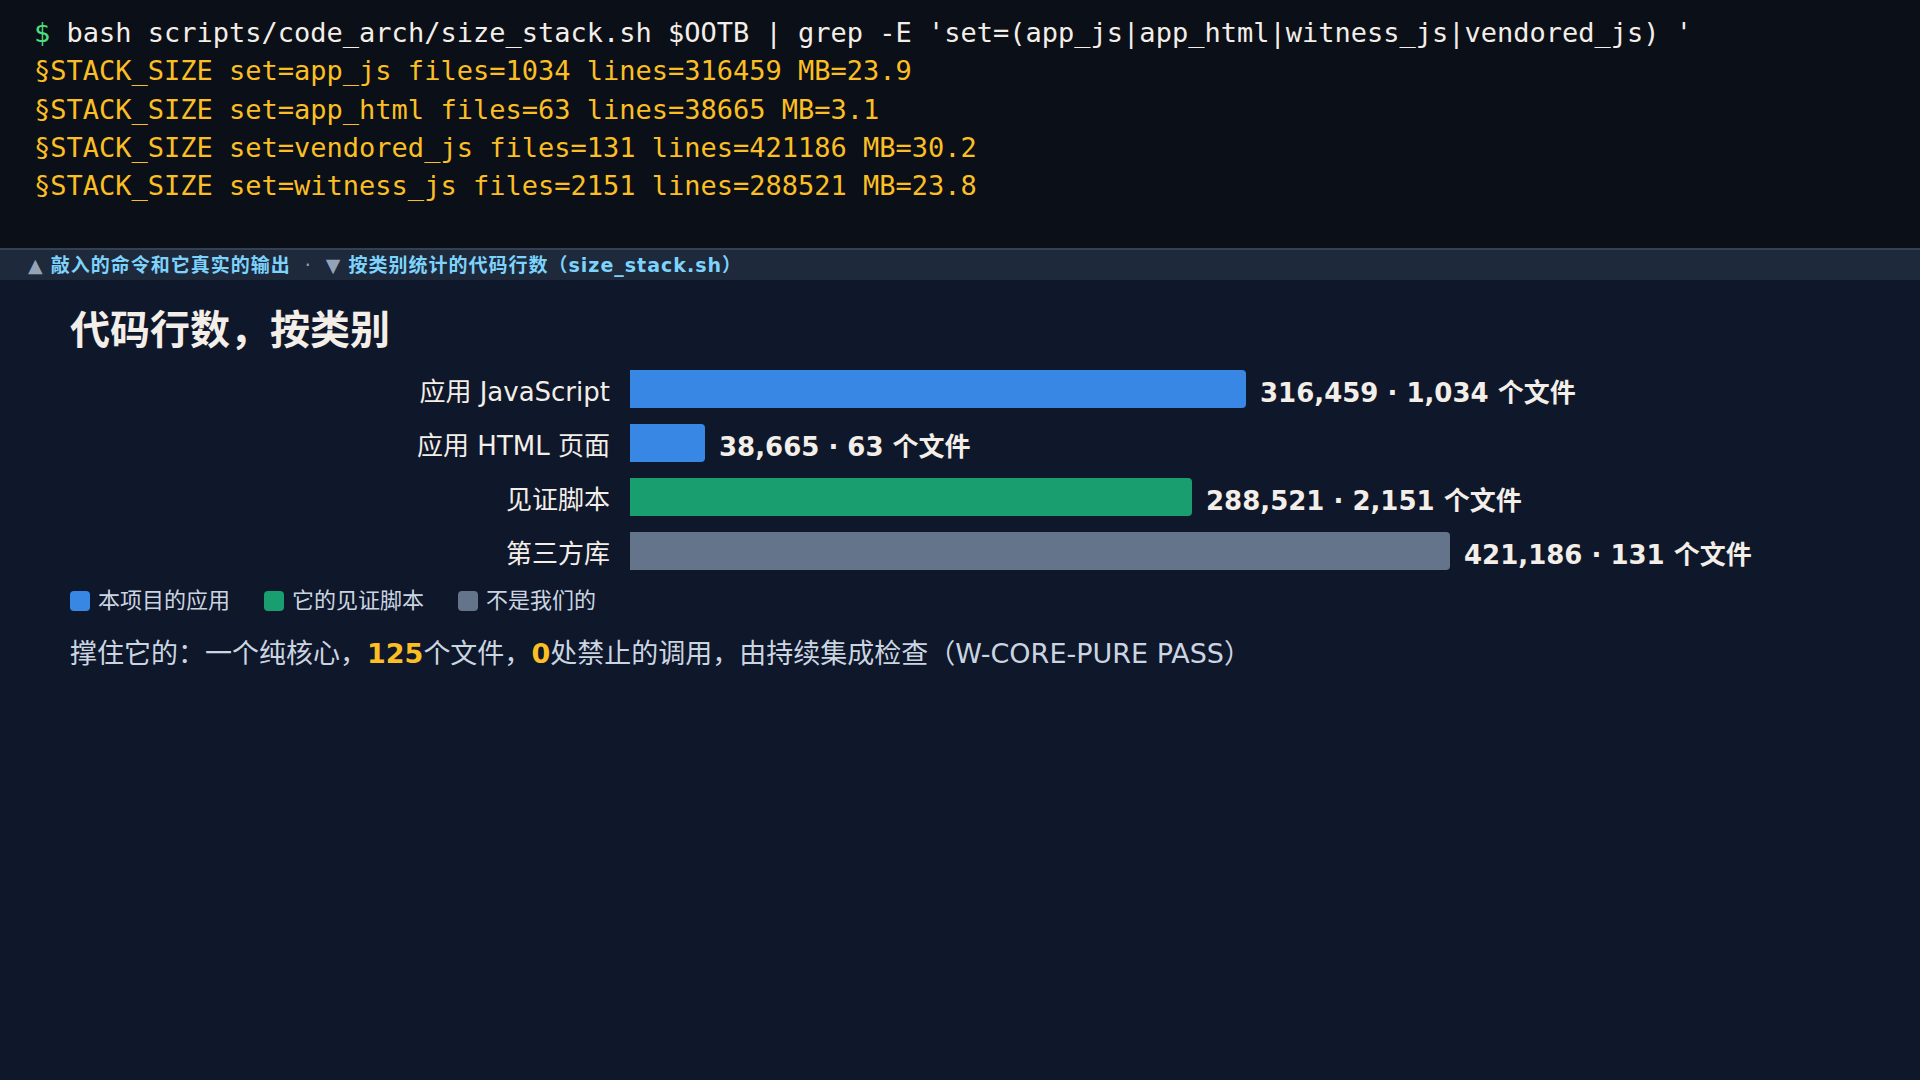 $ bash scripts/code_arch/size_stack.sh $OOTB | grep -E 'set=(app_js|app_html|witness_js|vendored_js) '
§STACK_SIZE set=app_js files=1034 lines=316459 MB=23.9
§STACK_SIZE set=app_html files=63 lines=38665 MB=3.1
§STACK_SIZE set=vendored_js files=131 lines=421186 MB=30.2
§STACK_SIZE set=witness_js files=2151 lines=288521 MB=23.8
▲ 敲入的命令和它真实的输出 · ▼ 按类别统计的代码行数（size_stack.sh）
代码行数，按类别
应用 JavaScript 316,459 · 1,034 个文件
应用 HTML 页面 38,665 · 63 个文件
见证脚本 288,521 · 2,151 个文件
第三方库 421,186 · 131 个文件
本项目的应用 它的见证脚本 不是我们的
撑住它的：一个纯核心，125个文件，0处禁止的调用，由持续集成检查（W-CORE-PURE PASS）